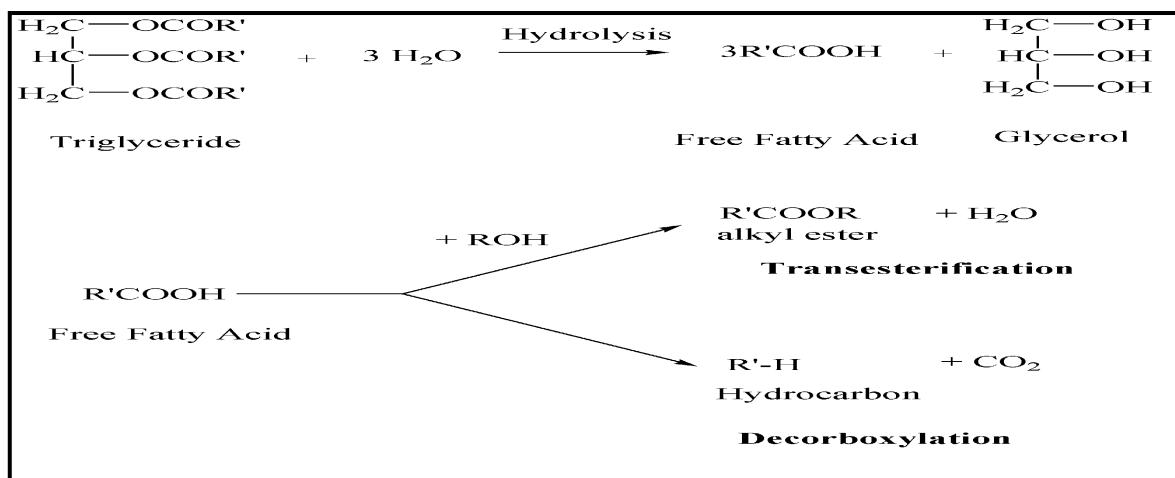 H₂C—OCOR'
HC—OCOR' + 3 H₂O Hydrolysis 3R'COOH +
H₂C—OCOR'
Triglyceride Free Fatty Acid
H₂C—OH
HC—OH
H₂C—OH
Glycerol
R'COOH
Free Fatty Acid
+ ROH
R'COOR + H₂O
alkyl ester
Transesterification
R'-H + CO₂
Hydrocarbon
Decorboxylation